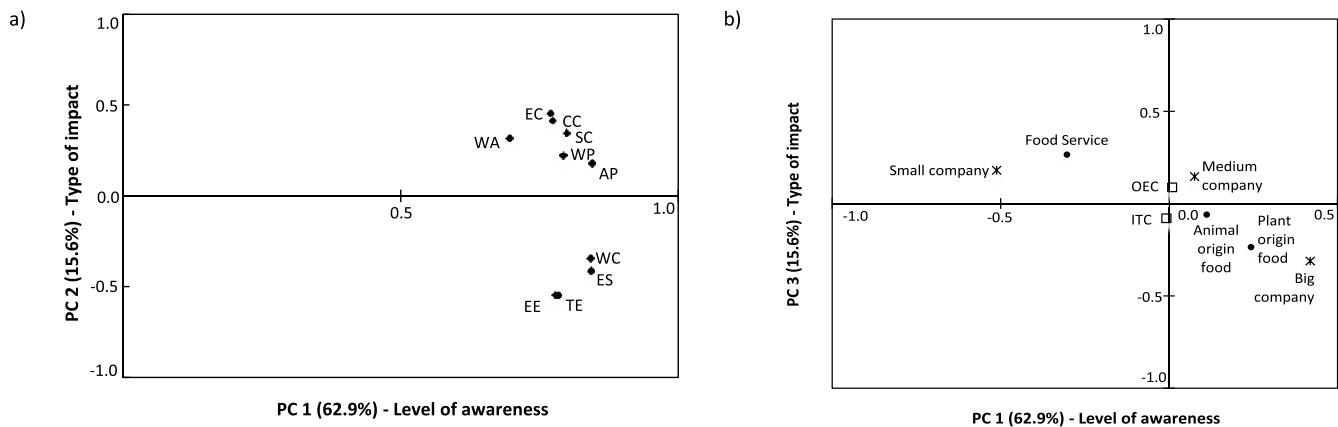 a)
1.0
0.5
0.0
-0.5
-1.0
0.5
1.0
EC
CC
SC
WA
WP
AP
WC
ES
EE
TE
PC 2 (15.6%) - Type of impact
PC 1 (62.9%) - Level of awareness
b)
1.0
0.5
-0.5
-1.0
-1.0
-0.5
0.0
0.5
Food Service
Small company
Medium
company
OEC
ITC
Animal
origin
food
Plant
origin
food
Big
company
PC 3 (15.6%) - Type of impact
PC 1 (62.9%) - Level of awareness